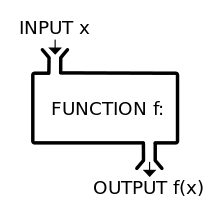 INPUT x
FUNCTION f:
OUTPUT f(x)